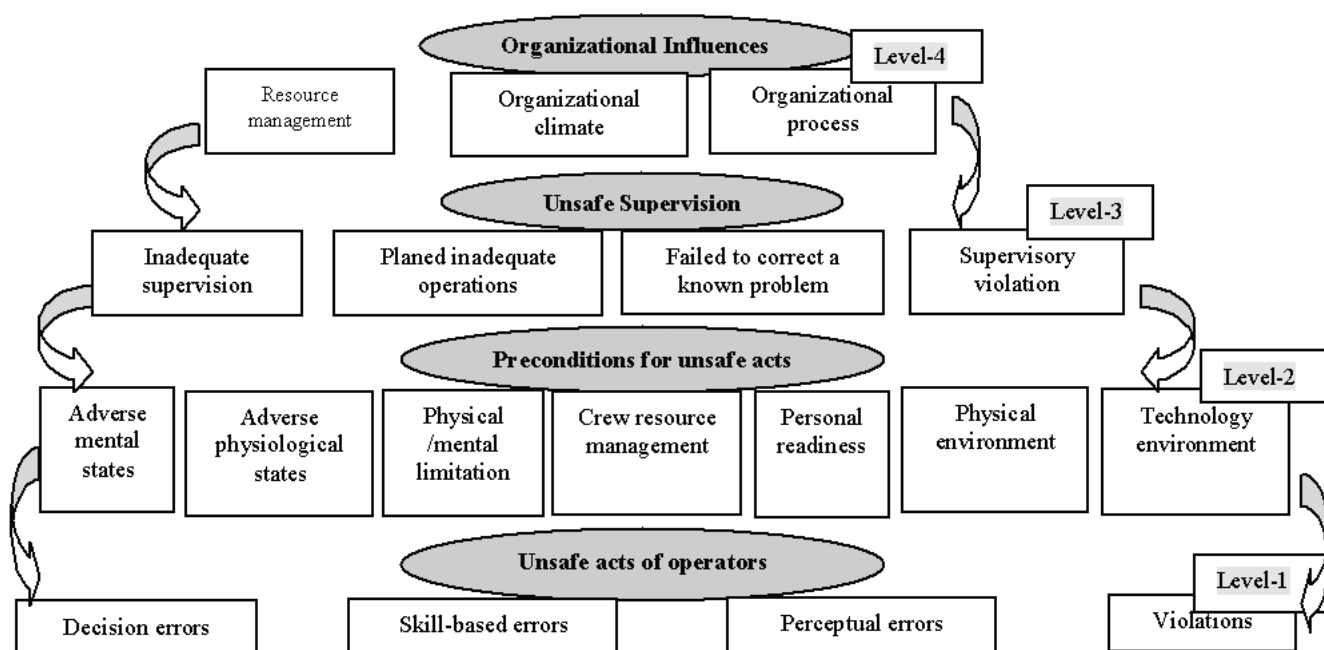 Organizational Influences
Level-4
Resource
management
Organizational
climate
Organizational
process
Unsafe Supervision
Level-3
Inadequate
supervision
Planed inadequate
operations
Failed to correct a
known problem
Supervisory
violation
Preconditions for unsafe acts
Level-2
Adverse
mental
states
Adverse
physiological
states
Physical
/mental
limitation
Crew resource
management
Personal
readiness
Physical
environment
Technology
environment
Unsafe acts of operators
Level-1
Decision errors
Skill-based errors
Perceptual errors
Violations